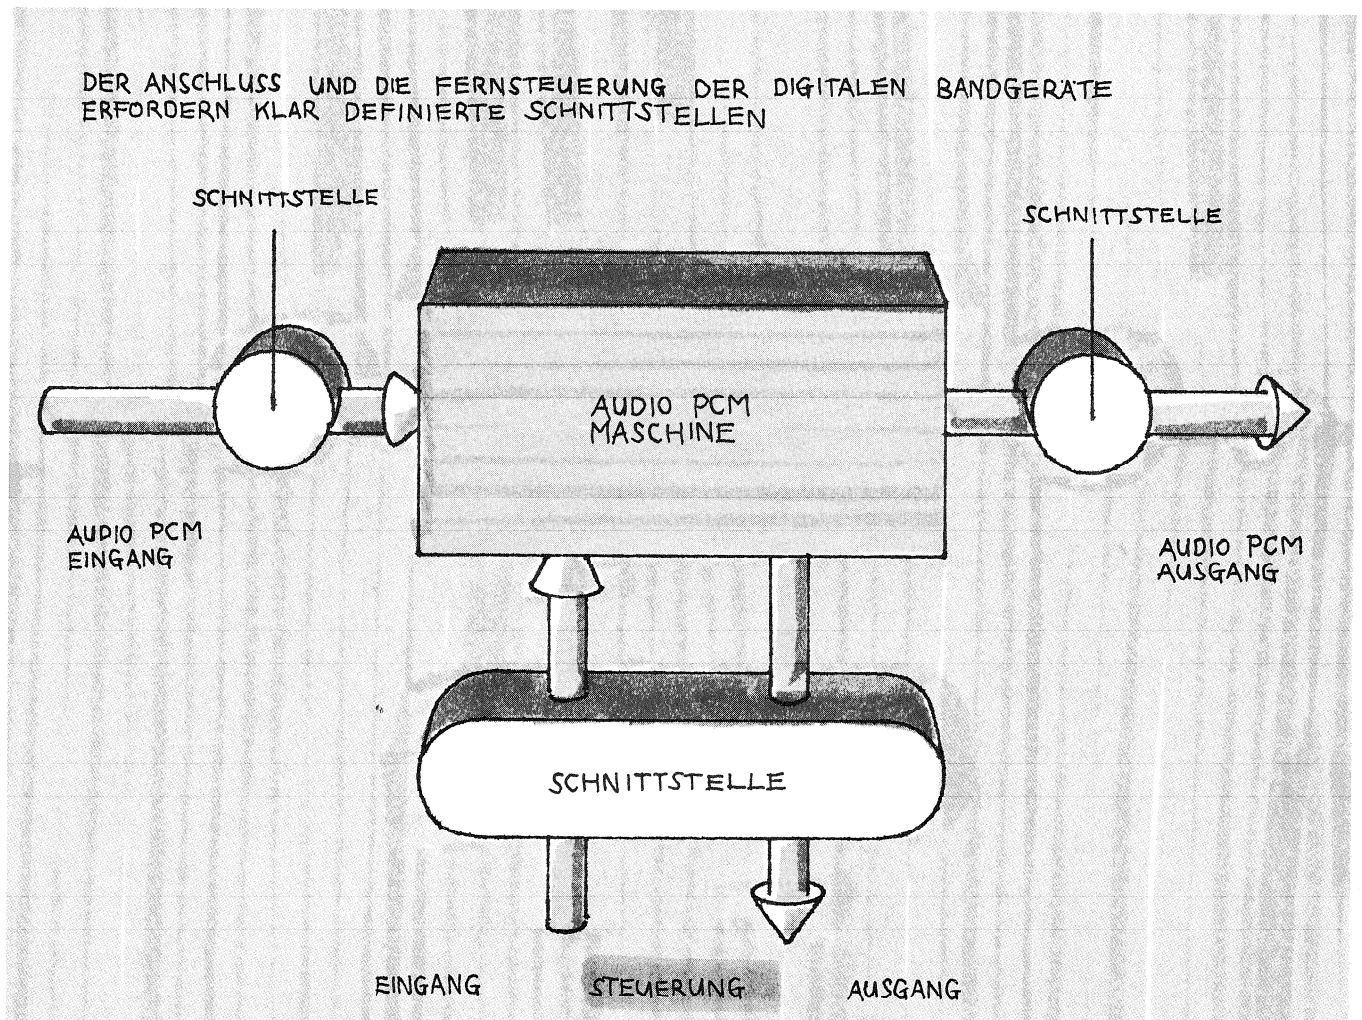 DER ANSCHLUSS UND DIE FERNSTEUERUNG DER DIGITALEN BANDGERÄTE
ERFORDERN KLAR DEFINIERTE SCHNITTSTELLEN
SCHNITTSTELLE
SCHNITTSTELLE
AUDIO PCM
MASCHINE
AUDIO PCM
EINGANG
AUDIO PCM
AUSGANG
SCHNITTSTELLE
EINGANG STEUERUNG AUSGANG